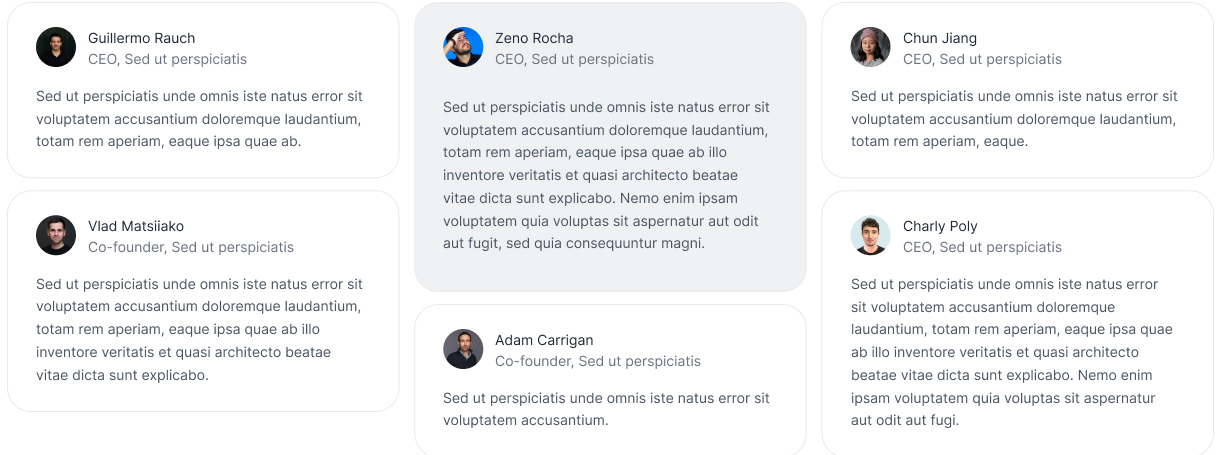 Guillermo Rauch
CEO, Sed ut perspiciatis
Sed ut perspiciatis unde omnis iste natus error sit
voluptatem accusantium doloremque laudantium,
totam rem aperiam, eaque ipsa quae ab.
Vlad Matsiiako
Co-founder, Sed ut perspiciatis
Sed ut perspiciatis unde omnis iste natus error sit
voluptatem accusantium doloremque laudantium,
totam rem aperiam, eaque ipsa quae ab illo
inventore veritatis et quasi architecto beatae
vitae dicta sunt explicabo.
Zeno Rocha
CEO, Sed ut perspiciatis
Sed ut perspiciatis unde omnis iste natus error sit
voluptatem accusantium doloremque laudantium,
totam rem aperiam, eaque ipsa quae ab illo
inventore veritatis et quasi architecto beatae
vitae dicta sunt explicabo. Nemo enim ipsam
voluptatem quia voluptas sit aspernatur aut odit
aut fugit, sed quia consequuntur magni.
Adam Carrigan
Co-founder, Sed ut perspiciatis
Sed ut perspiciatis unde omnis iste natus error sit
voluptatem accusantium.
Chun Jiang
CEO, Sed ut perspiciatis
Sed ut perspiciatis unde omnis iste natus error sit
voluptatem accusantium doloremque laudantium,
totam rem aperiam, eaque.
Charly Poly
CEO, Sed ut perspiciatis
Sed ut perspiciatis unde omnis iste natus error
sit voluptatem accusantium doloremque
laudantium, totam rem aperiam, eaque ipsa quae
ab illo inventore veritatis et quasi architecto
beatae vitae dicta sunt explicabo. Nemo enim
ipsam voluptatem quia voluptas sit aspernatur
aut odit aut fugi.